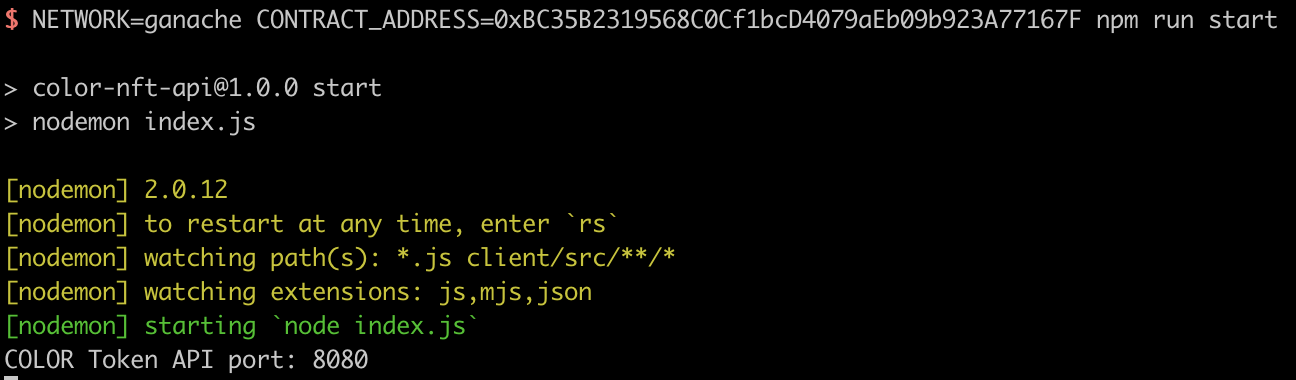 $ NETWORK=ganache CONTRACT_ADDRESS=0xBC35B2319568C0Cf1bcD4079aEb09b923A77167F npm run start
> color-nft-api@1.0.0 start
> nodemon index.js
[nodemon] 2.0.12
[nodemon] to restart at any time, enter `rs`
[nodemon] watching path(s): *.js client/src/**/*
[nodemon] watching extensions: js,mjs,json
[nodemon] starting `node index.js`
COLOR Token API port: 8080